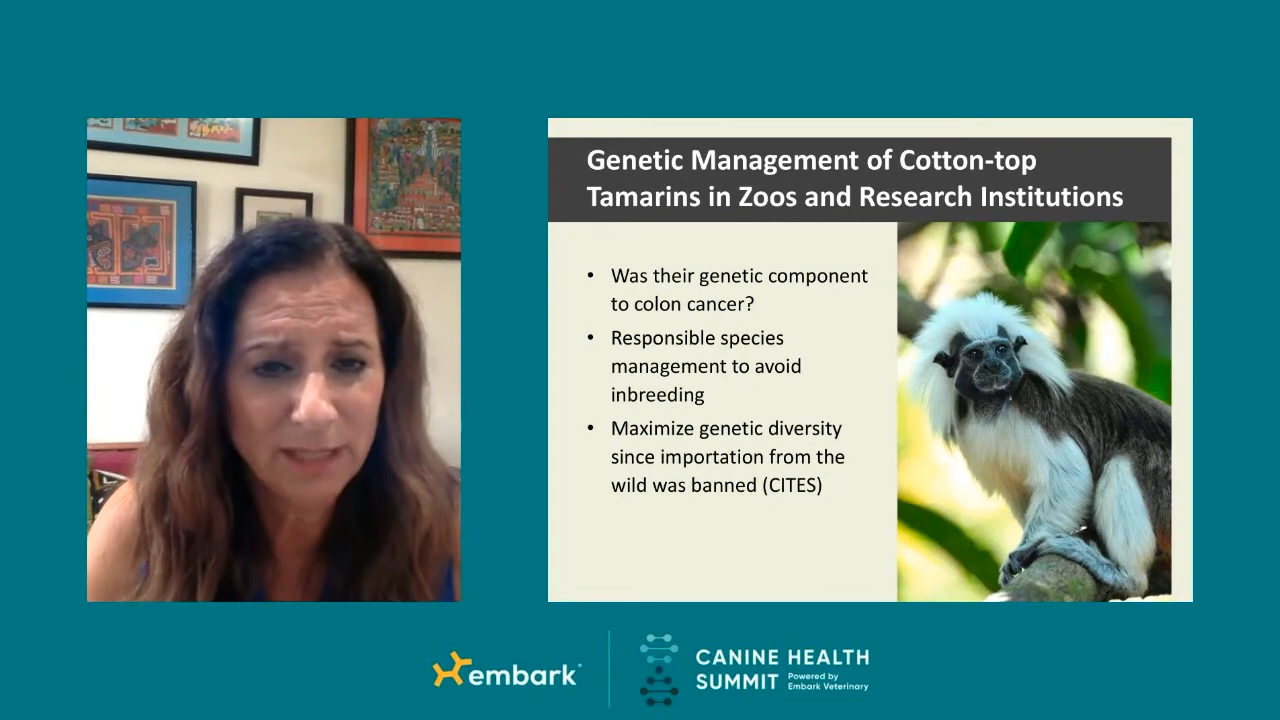 Genetic Management of Cotton-top
Tamarins in Zoos and Research Institutions
• Was their genetic component
to colon cancer?
• Responsible species
management to avoid
inbreeding
• Maximize genetic diversity
since importation from the
wild was banned (CITES)
embark
CANINE HEALTH
SUMMIT
Powered by
Embark Veterinary